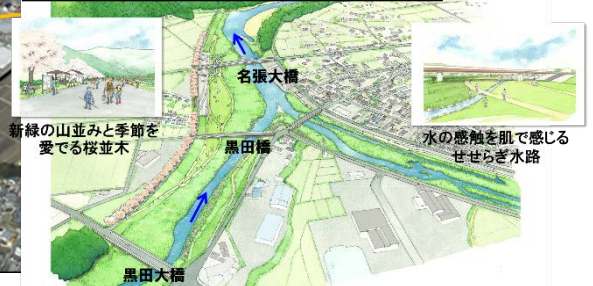 名張大橋
新緑の山並みと季節を
愛でる桜並木
黒田橋
水の感触を肌で感じる
せせらぎ水路
黒田大橋